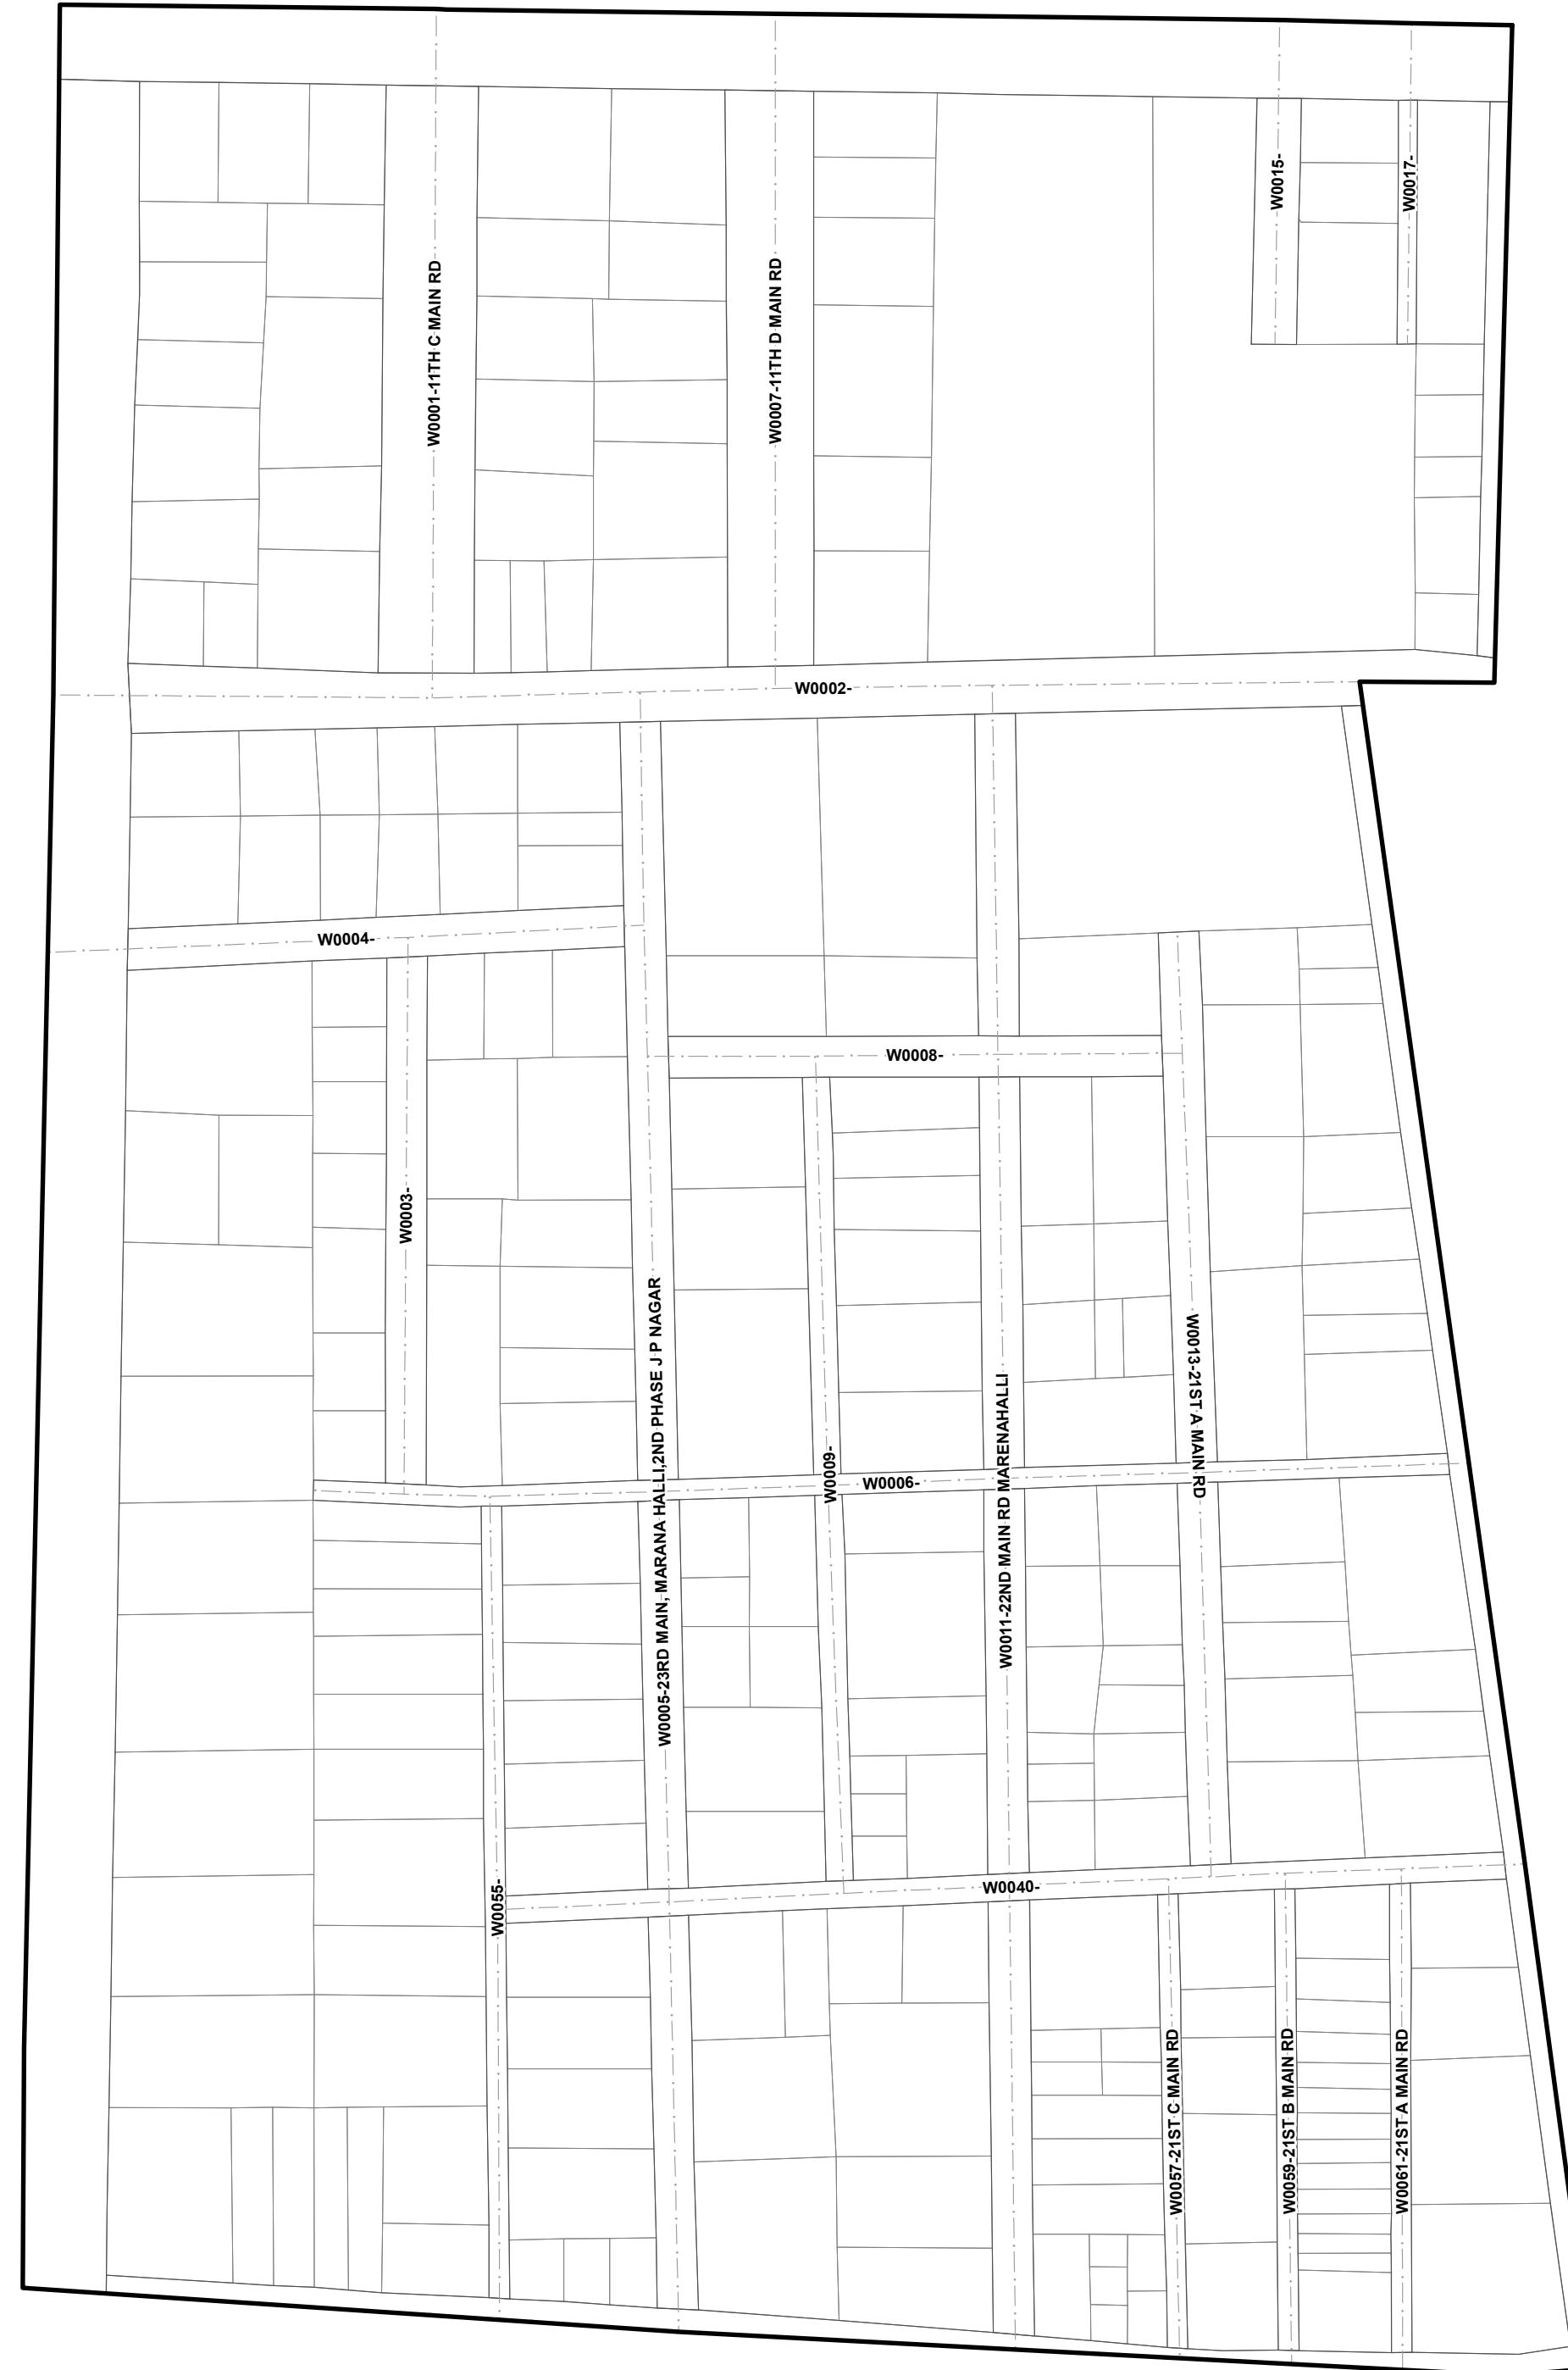 W0015-
W0017-
W0001-11TH C MAIN RD
W0007-11TH D MAIN RD
W0002-
W0004-
W0008-
W0003-
W0005-23RD MAIN, MARANA HALLI,2ND PHASE J P NAGAR
W0013-21ST A MAIN RD
W0011-22ND MAIN RD MARENAHALLI
W0009-
W0006-
W0055-
W0040-
W0057-21ST C MAIN RD
W0059-21ST B MAIN RD
W0061-21ST A MAIN RD